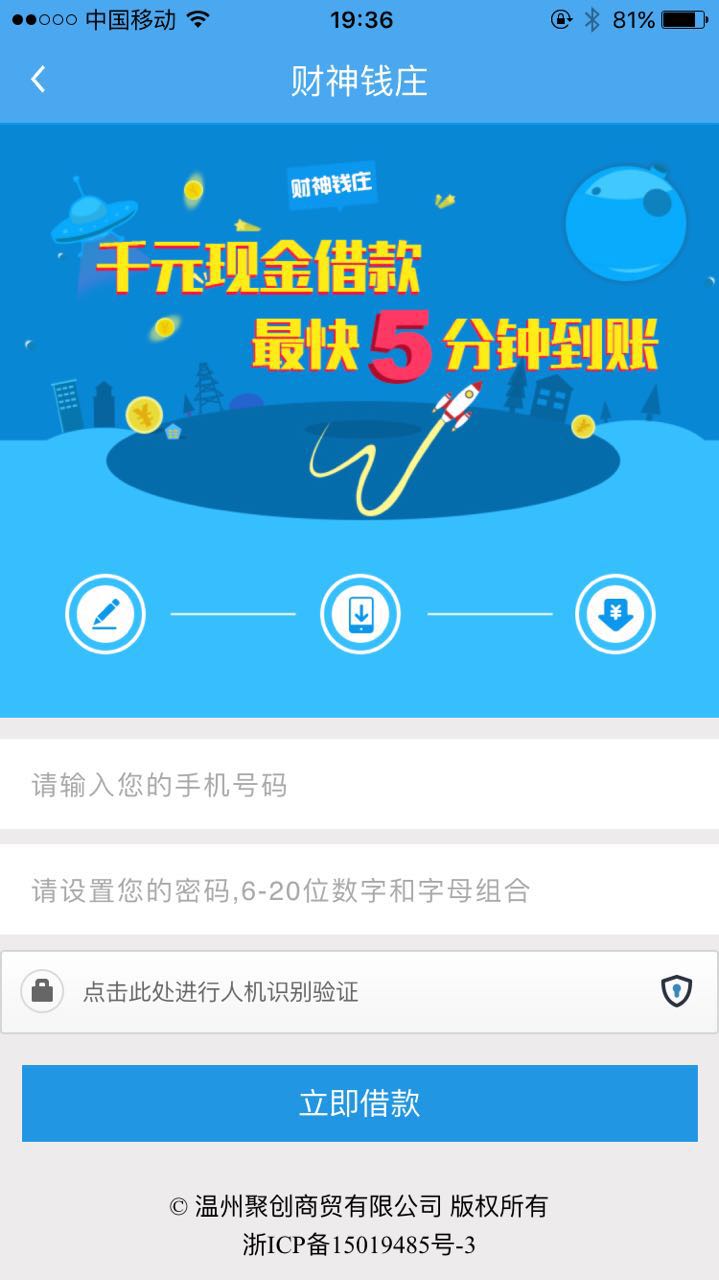 中国移动 19:36 81%
财神钱庄
财神钱庄
千元现金借款
最快5分钟到账
请输入您的手机号码
请设置您的密码,6-20位数字和字母组合
点击此处进行人机识别验证
立即借款
© 温州聚创商贸有限公司 版权所有
浙ICP备15019485号-3